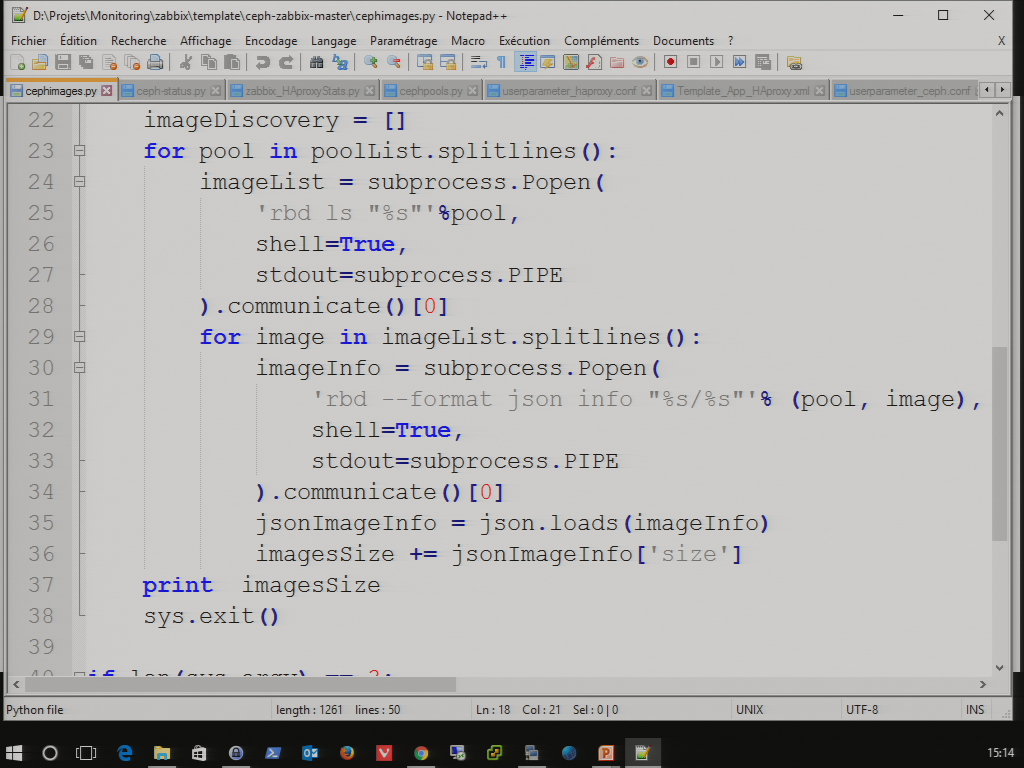 D:\Projets\Monitoring\zabbix\template\ceph-zabbix-master\cephimages.py - Notepad++
Fichier Édition Recherche Affichage Encodage Langage Paramétrage Macro Exécution Compléments Documents ? X
cephimages.py ceph-status.py zabbix_HAproxyStats.py cephpools.py userparameter_haproxy.conf Template_App_HAproxy.xml userparameter_ceph.conf
22 imageDiscovery = []
23 for pool in poolList.splitlines():
24 imageList = subprocess.Popen(
25 'rbd ls "%s"'%pool,
26 shell=True,
27 stdout=subprocess.PIPE
28 ).communicate()[0]
29 for image in imageList.splitlines():
30 imageInfo = subprocess.Popen(
31 'rbd --format json info "%s/%s"'% (pool, image),
32 shell=True,
33 stdout=subprocess.PIPE
34 ).communicate()[0]
35 jsonImageInfo = json.loads(imageInfo)
36 imagesSize += jsonImageInfo['size']
37 print imagesSize
38 sys.exit()
39
40 if len(sys.argv) == 3:
Python file length : 1261 lines : 50 Ln : 18 Col : 21 Sel : 0 | 0 UNIX UTF-8 INS
15:14